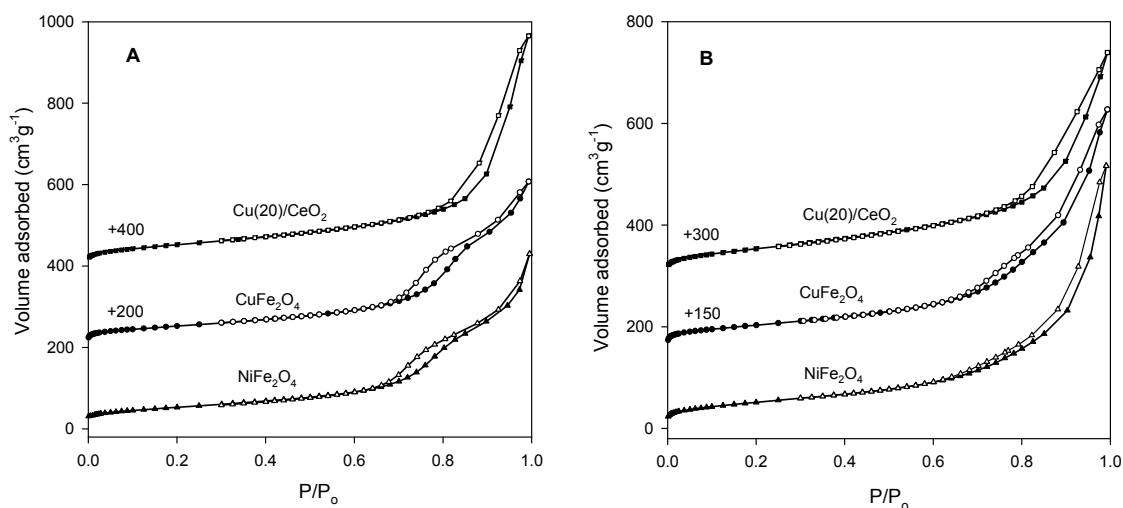 A
Volume adsorbed (cm³g⁻¹)
1000
800
600
400
200
0
+400
Cu(20)/CeO₂
+200
CuFe₂O₄
NiFe₂O₄
0.0 0.2 0.4 0.6 0.8 1.0
P/Pₒ
B
Volume adsorbed (cm³g⁻¹)
800
600
400
200
0
+300
Cu(20)/CeO₂
+150
CuFe₂O₄
NiFe₂O₄
0.0 0.2 0.4 0.6 0.8 1.0
P/Pₒ